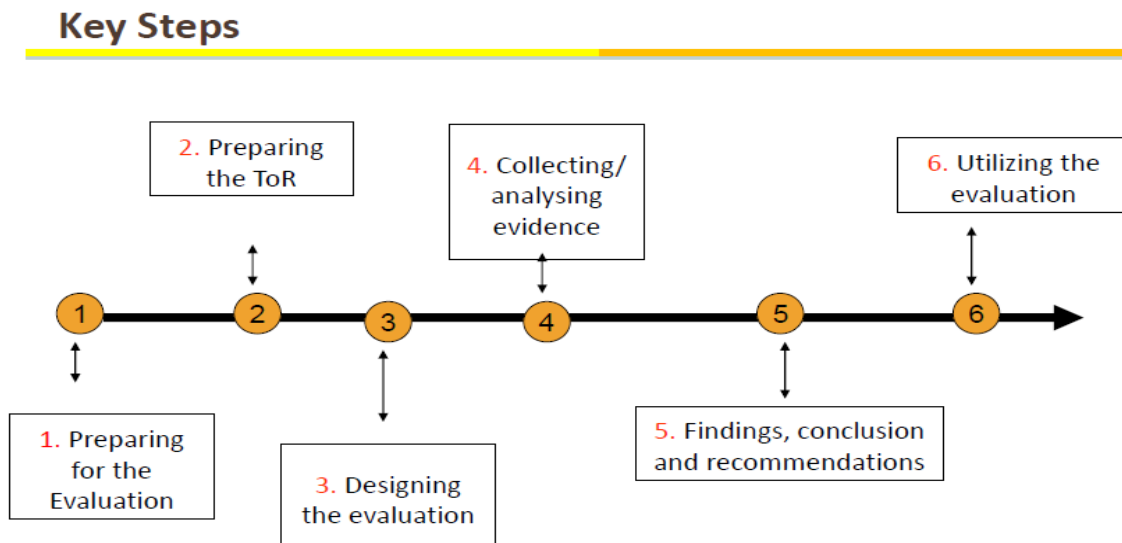 Key Steps
2. Preparing
the ToR
4. Collecting/
analysing
evidence
6. Utilizing the
evaluation
1
2
3
4
5
6
1. Preparing
for the
Evaluation
3. Designing
the evaluation
5. Findings, conclusion
and recommendations